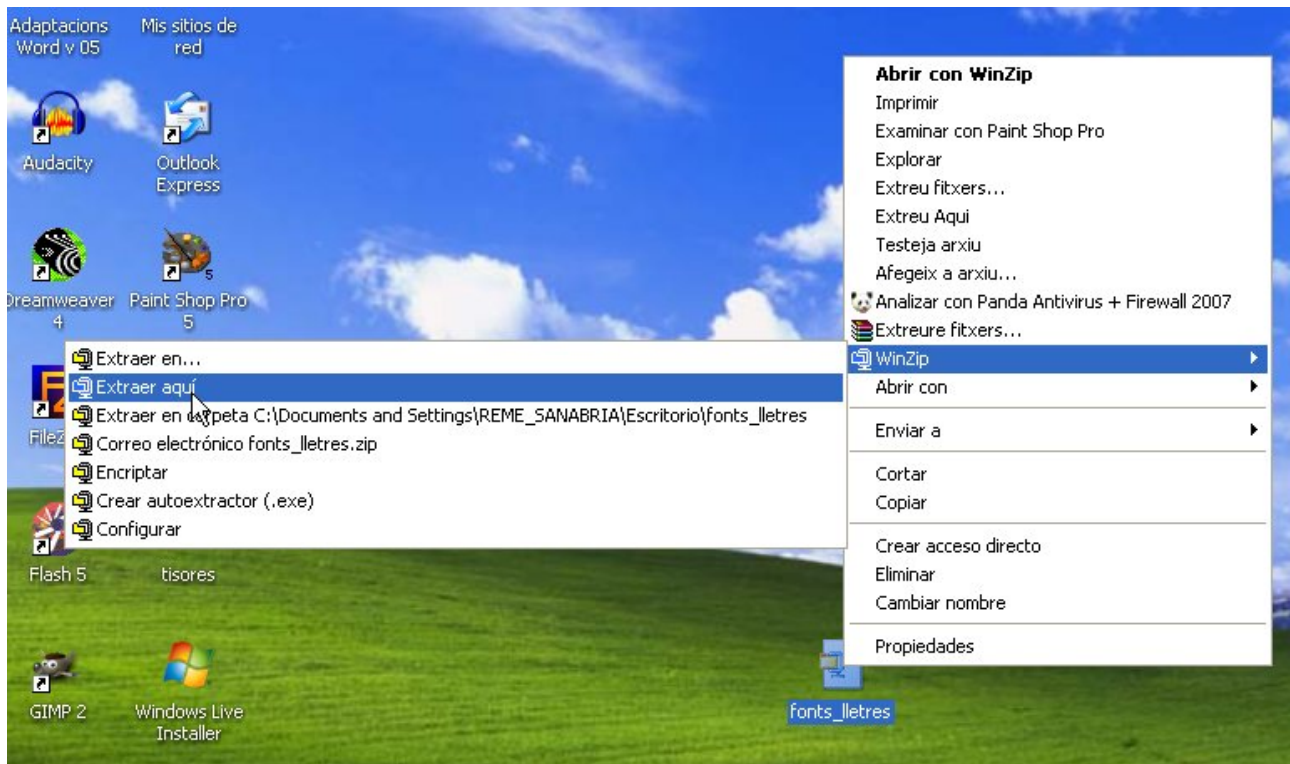 Adaptacions
Word v 05
Mis sitios de
red
Audacity
Outlook
Express
Dreamweaver
4
Paint Shop Pro
5
5
FileZ
Flash 5
tisores
GIMP 2
Windows Live
Installer
fonts_lletres
Abrir con WinZip
Imprimir
Examinar con Paint Shop Pro
Explorar
Extreu fitxers...
Extreu Aqui
Testeja arxiu
Afegeix a arxiu...
Analizar con Panda Antivirus + Firewall 2007
Extreure fitxers...
WinZip
Abrir con
Enviar a
Cortar
Copiar
Crear acceso directo
Eliminar
Cambiar nombre
Propiedades
Extraer en...
Extraer aquí
Extraer en carpeta C:\Documents and Settings\REME_SANABRIA\Escritorio\fonts_lletres
Correo electrónico fonts_lletres.zip
Encriptar
Crear autoextractor (.exe)
Configurar